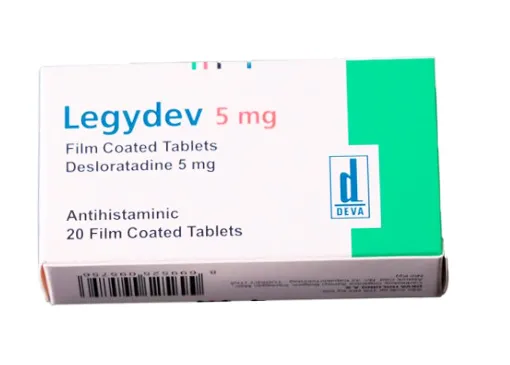 Legydev 5 mg
Film Coated Tablets
Desloratadine 5 mg
Antihistaminic
20 Film Coated Tablets
d
DEVA